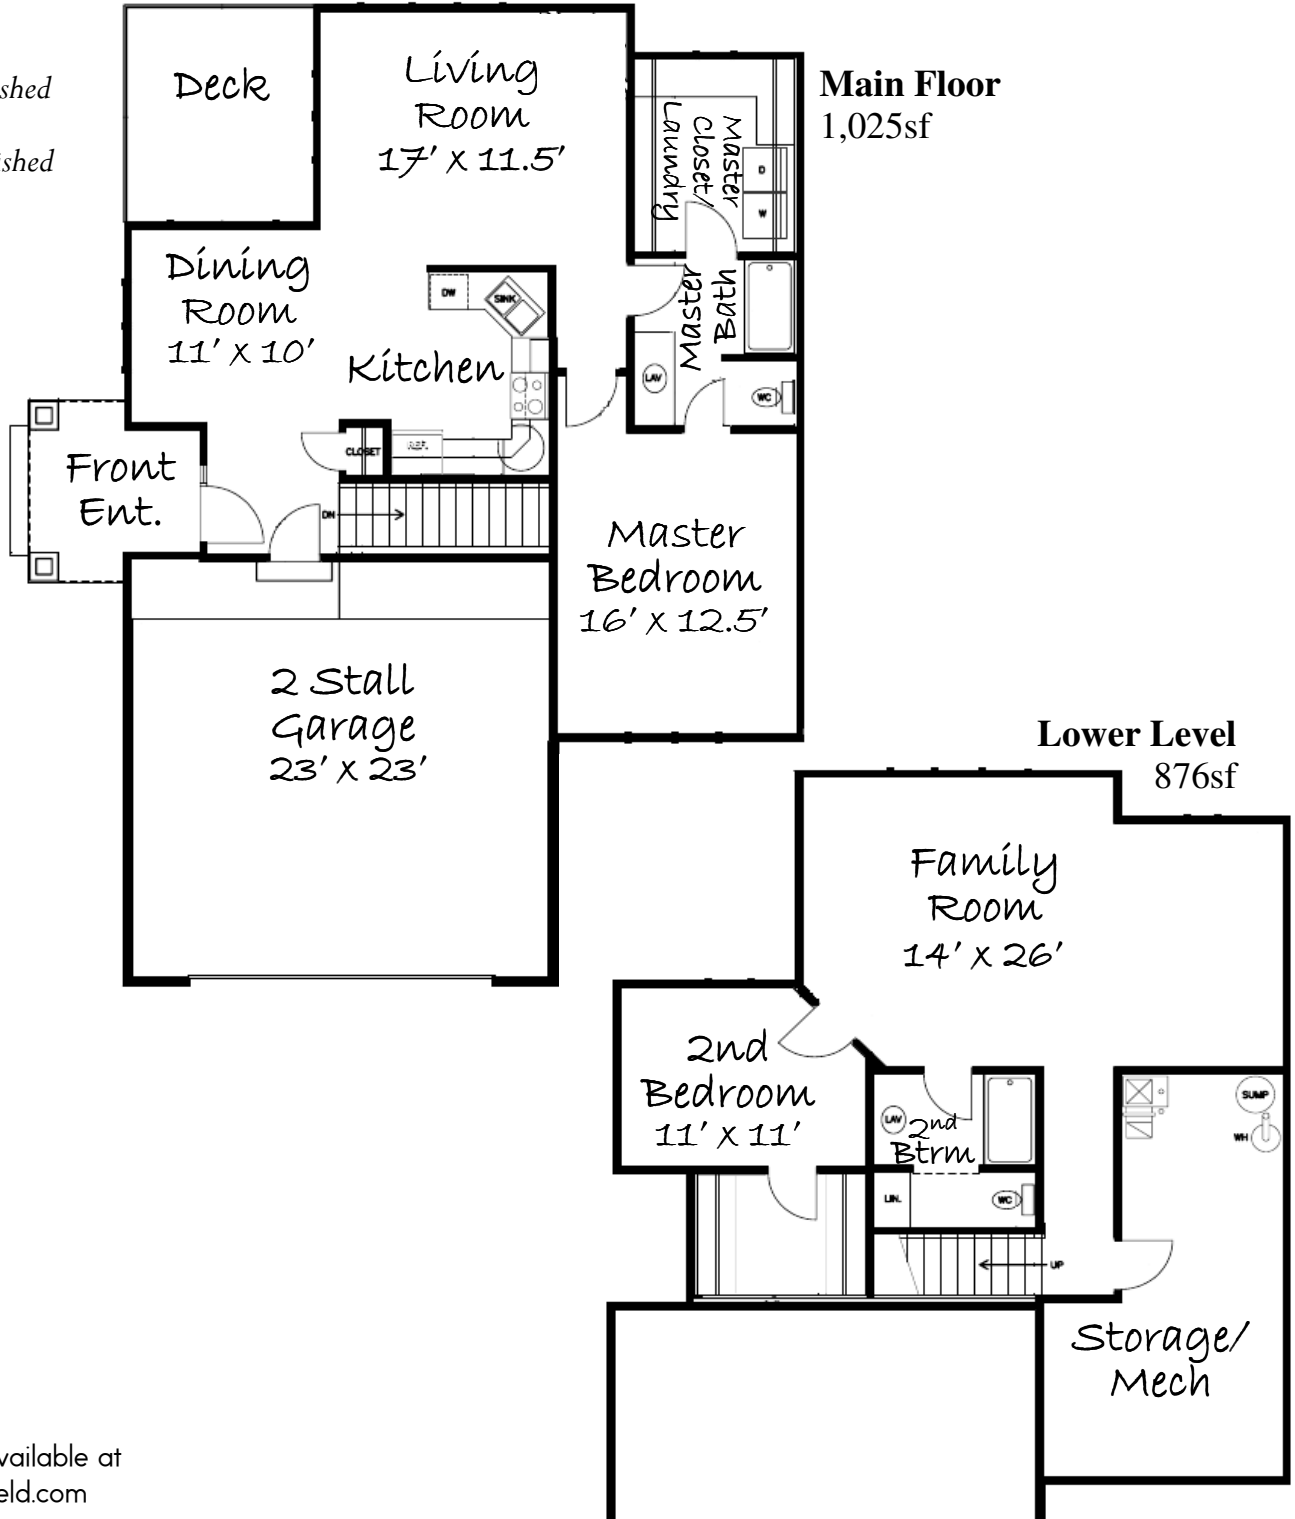 shed
shed
Deck
Living
Room
17' X 11.5'
Main Floor
1,025sf
Master
Closet/
Laundry
D
W
Dining
Room
11' X 10'
DW
SINK
Kitchen
Master
Bath
LAV
WC
CLOSET
REF.
Front
Ent.
DN
Master
Bedroom
16' X 12.5'
2 Stall
Garage
23' X 23'
Lower Level
876sf
Family
Room
14' X 26'
2nd
Bedroom
11' X 11'
LAV
2nd
Btrm
SUMP
WH
LIN.
WC
UP
Storage/
Mech
vailable at
eld.com